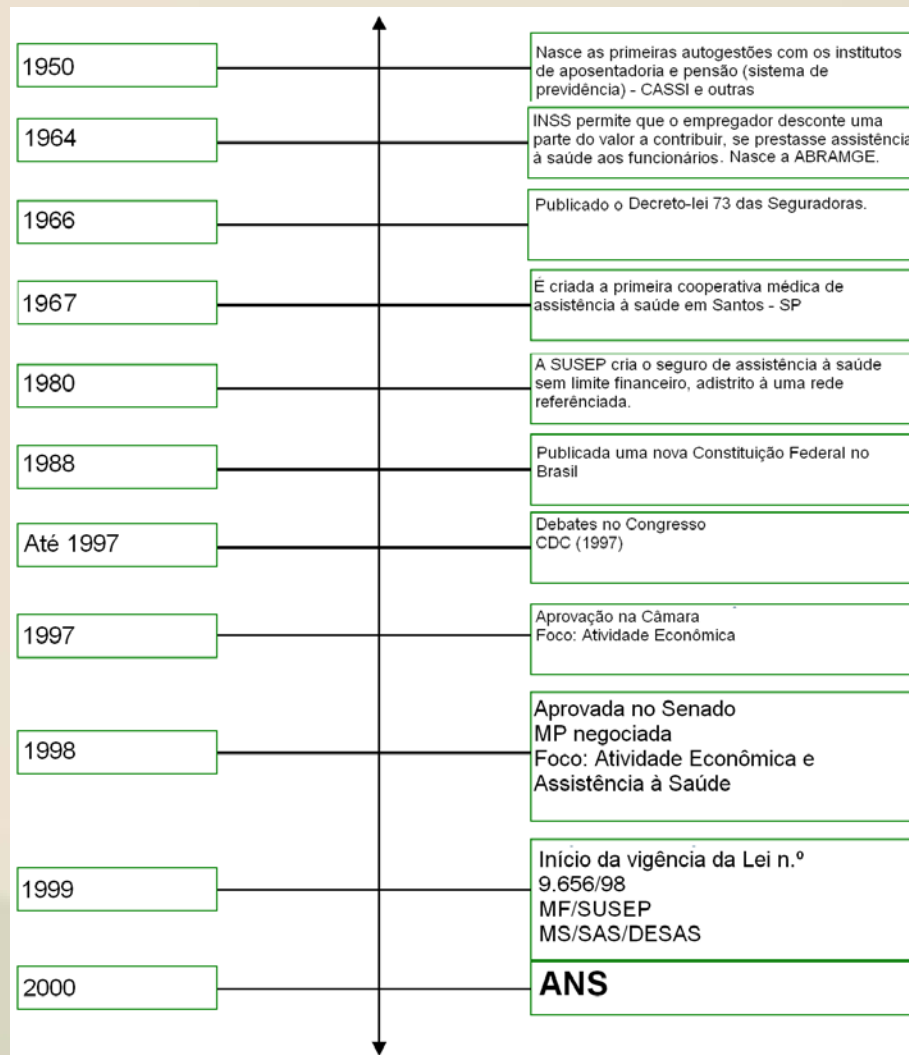 1950
Nasce as primeiras autogestões com os institutos
de aposentadoria e pensão (sistema de
previdência) - CASSI e outras
1964
INSS permite que o empregador desconte uma
parte do valor a contribuir, se prestasse assistência
à saúde aos funcionários. Nasce a ABRAMGE.
1966
Publicado o Decreto-lei 73 das Seguradoras.
1967
É criada a primeira cooperativa médica de
assistência à saúde em Santos - SP
1980
A SUSEP cria o seguro de assistência à saúde
sem limite financeiro, adistrito à uma rede
referênciada.
1988
Publicada uma nova Constituição Federal no
Brasil
Até 1997
Debates no Congresso
CDC (1997)
1997
Aprovação na Câmara
Foco: Atividade Econômica
1998
Aprovada no Senado
MP negociada
Foco: Atividade Econômica e
Assistência à Saúde
1999
Início da vigência da Lei n.º
9.656/98
MF/SUSEP
MS/SAS/DESAS
2000
ANS